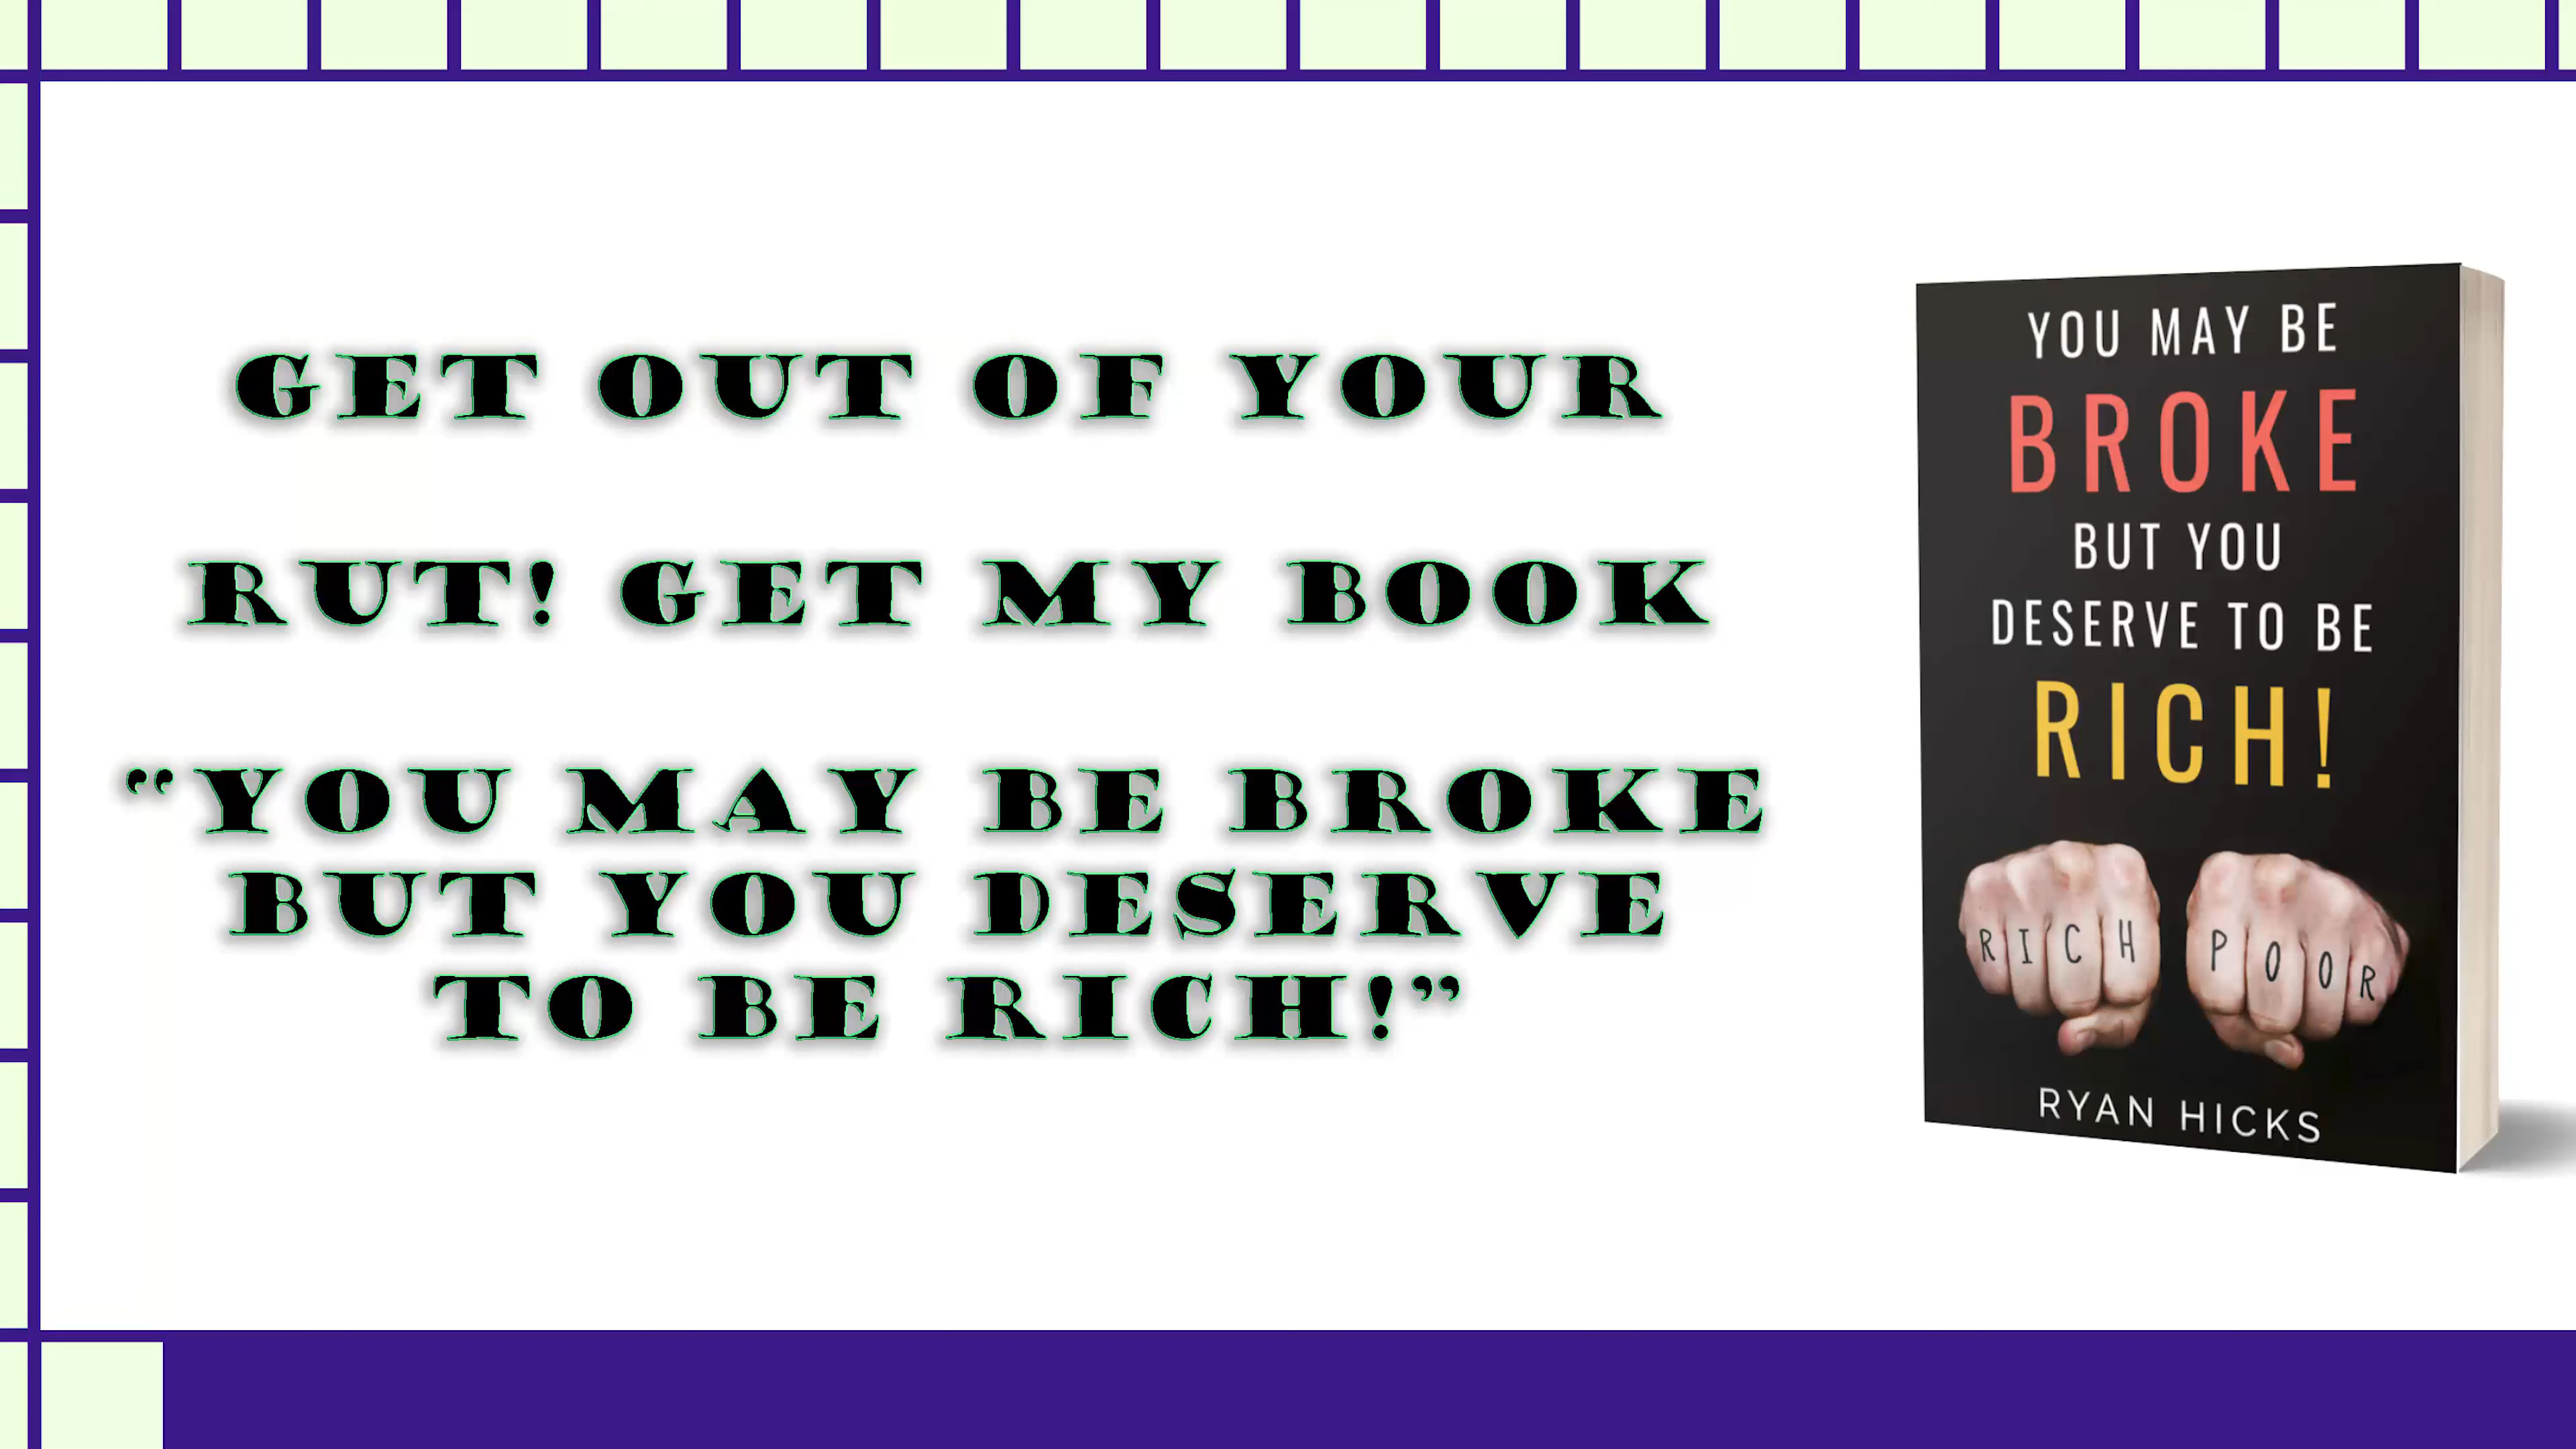 GET OUT OF YOUR
RUT! GET MY BOOK
“YOU MAY BE BROKE
BUT YOU DESERVE
TO BE RICH!”
YOU MAY BE
BROKE
BUT YOU
DESERVE TO BE
RICH!
RICH POOR
RYAN HICKS